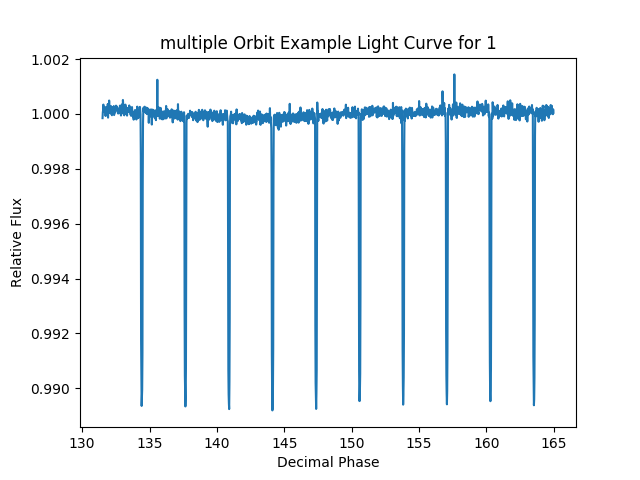 multiple Orbit Example Light Curve for 1
1.002
1.000
0.998
0.996
0.994
0.992
0.990
Relative Flux
130 135 140 145 150 155 160 165
Decimal Phase